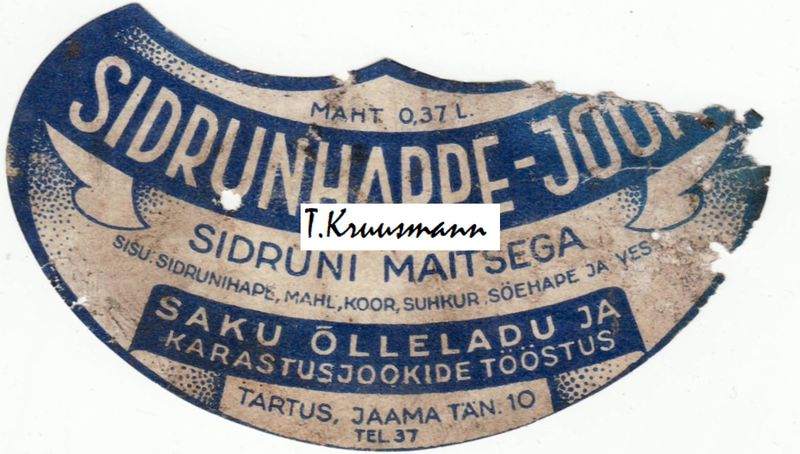 MAHT 0,37 L.
SIDRUNHAPPE-JOOK
T.Kruusmann
SIDRUNI MAITSEGA
SISU: SIDRUNIHAPE, MAHL, KOOR, SUHKUR, SÖEHAPE JA VES
SAKU ÕLLELADU JA
KARASTUSJOOKIDE TÖÖSTUS
TARTUS, JAAMA TÄN. 10
TEL. 37